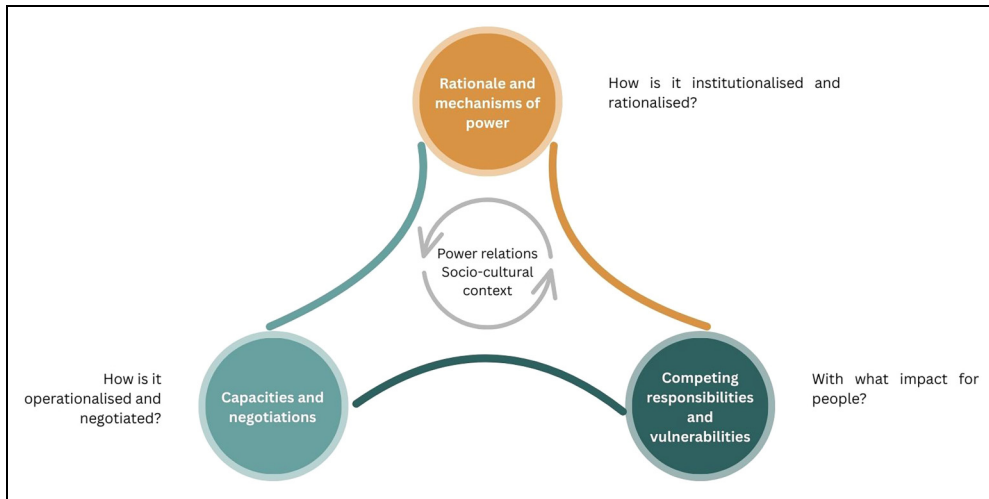 Rationale and
mechanisms of
power
How is it institutionalised and
rationalised?
Power relations
Socio-cultural
context
How is it
operationalised and
negotiated?
Capacities and
negotiations
Competing
responsibilities
and
vulnerabilities
With what impact for
people?